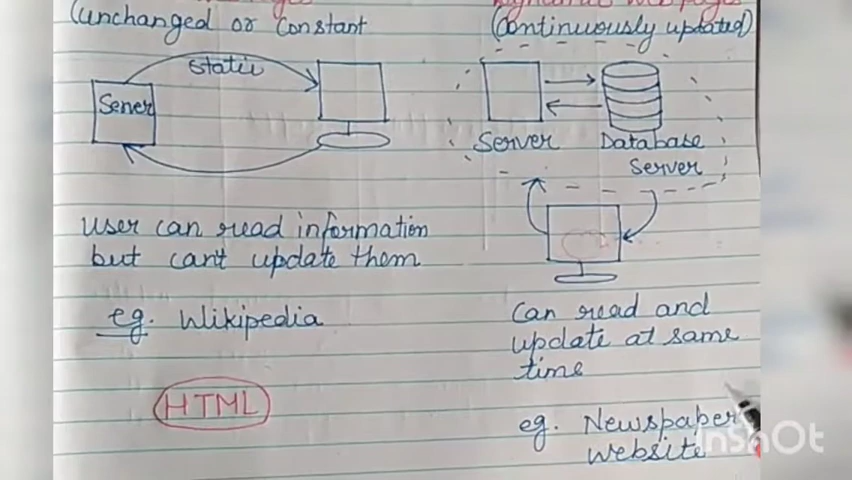 (unchanged or constant
static
Server
user can read information
but can't update them
eg. Wikipedia
HTML
(Continuously updated)
Server
Database
Server
can read and
update at same
time
eg. Newspaper
website
InShOt